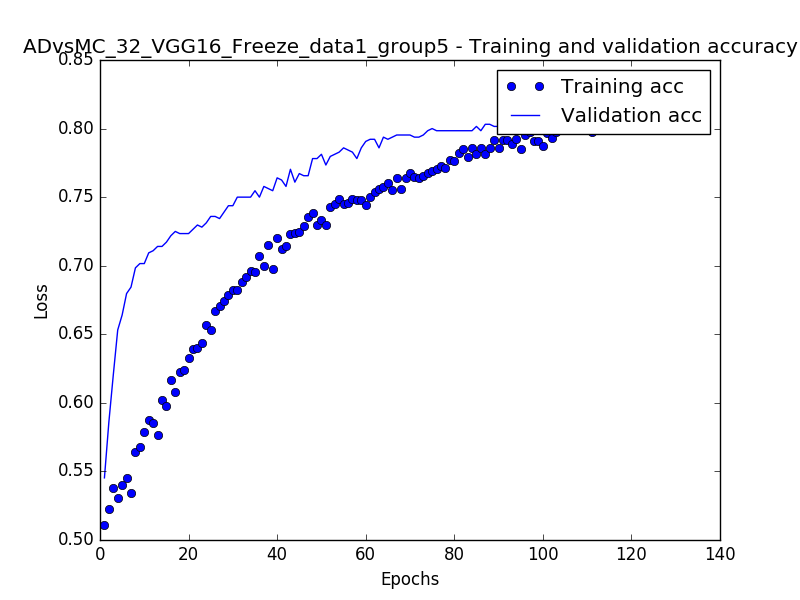 ADvsMC_32_VGG16_Freeze_data1_group5 - Training and validation accuracy
0.85
0.80
0.75
0.70
0.65
0.60
0.55
0.50
Loss
Training acc
Validation acc
0 20 40 60 80 100 120 140
Epochs